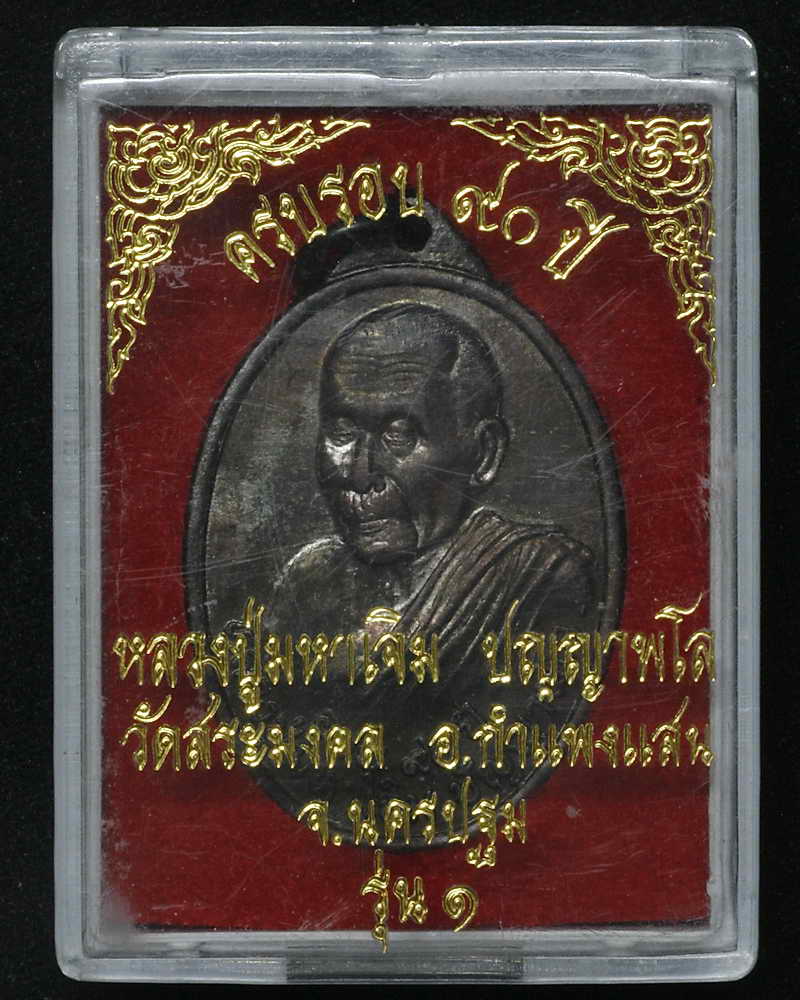 ครบรอบ ๙๐ ปี
หลวงปู่มหาเจิม ปญฺญาพโล
วัดสระมงคล อ.กำแพงแสน
จ.นครปฐม
รุ่น ๑